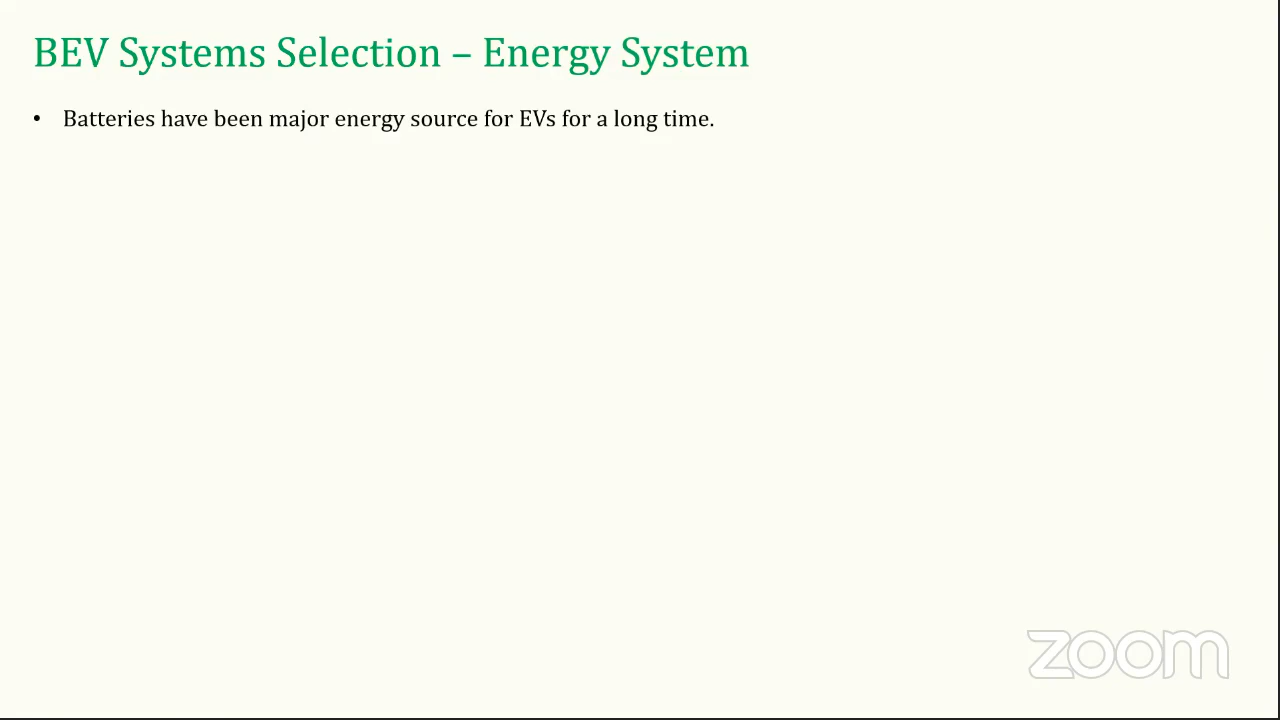 BEV Systems Selection – Energy System
• Batteries have been major energy source for EVs for a long time.
zoom